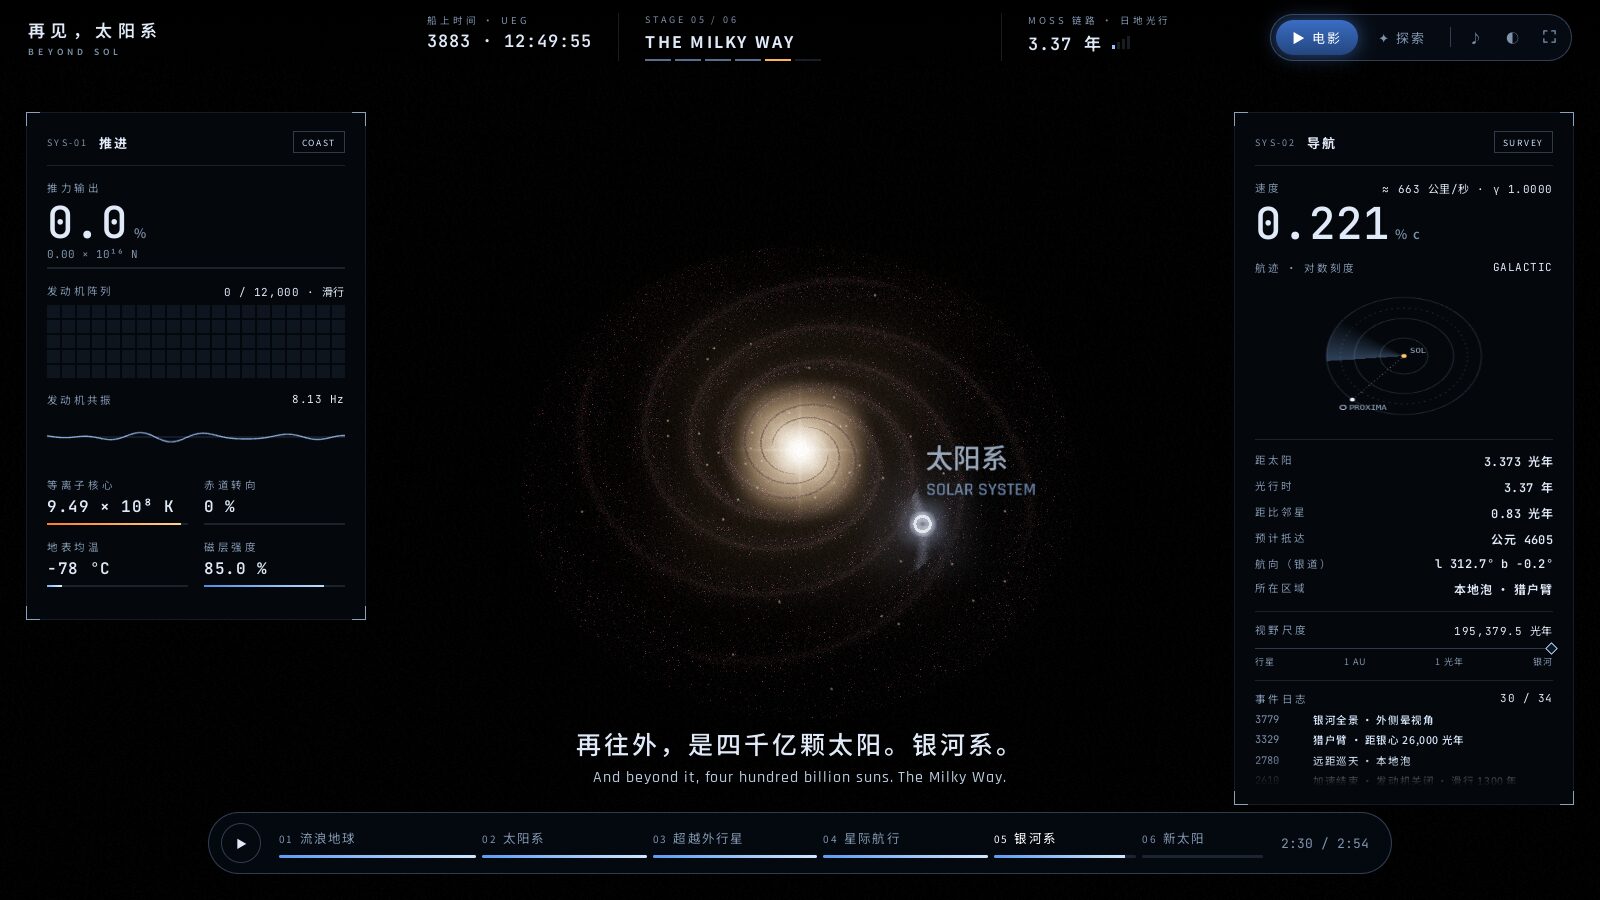 再见，太阳系
BEYOND SOL
船上时间 · UEG
3883 · 12:49:55
STAGE 05 / 06
THE MILKY WAY
MOSS 链路 · 日地光行
3.37 年
▶ 电影
✦ 探索
SYS-01 推进
COAST
推力输出
0.0 %
0.00 × 10¹⁶ N
发动机阵列
0 / 12,000 · 滑行
发动机共振
8.13 Hz
等离子核心
9.49 × 10⁸ K
赤道转向
0 %
地表均温
-78 °C
磁层强度
85.0 %
太阳系
SOLAR SYSTEM
再往外，是四千亿颗太阳。银河系。
And beyond it, four hundred billion suns. The Milky Way.
SYS-02 导航
SURVEY
速度
≈ 663 公里/秒 · γ 1.0000
0.221 % c
航迹 · 对数刻度
GALACTIC
SOL
PROXIMA
距太阳
3.373 光年
光行时
3.37 年
距比邻星
0.83 光年
预计抵达
公元 4605
航向（银道）
l 312.7° b -0.2°
所在区域
本地泡 · 猎户臂
视野尺度
195,379.5 光年
行星
1 AU
1 光年
银河
事件日志
30 / 34
3779 银河全景 · 外侧晕视角
3329 猎户臂 · 距银心 26,000 光年
2780 远距巡天 · 本地泡
2610 加速结束 · 发动机关闭 · 滑行 1300 年
01 流浪地球
02 太阳系
03 超越外行星
04 星际航行
05 银河系
06 新太阳
2:30 / 2:54